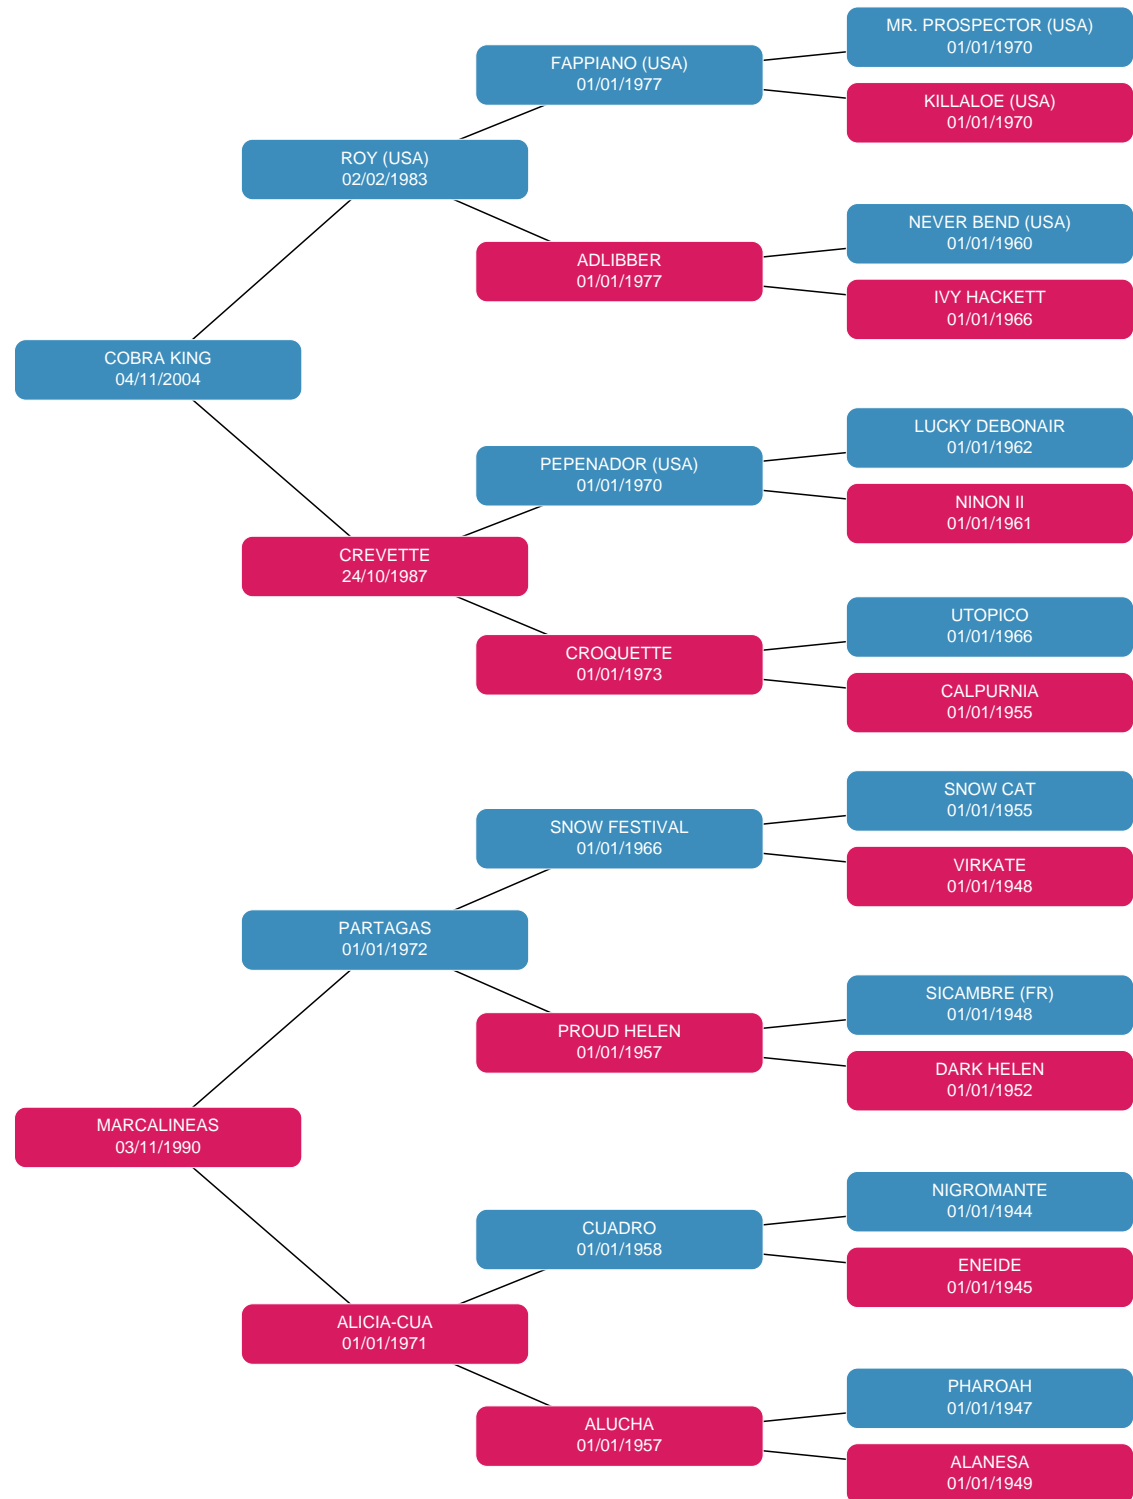 MR. PROSPECTOR (USA)
01/01/1970
FAPPIANO (USA)
01/01/1977
KILLALOE (USA)
01/01/1970
ROY (USA)
02/02/1983
NEVER BEND (USA)
01/01/1960
ADLIBBER
01/01/1977
IVY HACKETT
01/01/1966
COBRA KING
04/11/2004
LUCKY DEBONAIR
01/01/1962
PEPENADOR (USA)
01/01/1970
NINON II
01/01/1961
CREVETTE
24/10/1987
UTOPICO
01/01/1966
CROQUETTE
01/01/1973
CALPURNIA
01/01/1955
SNOW CAT
01/01/1955
SNOW FESTIVAL
01/01/1966
VIRKATE
01/01/1948
PARTAGAS
01/01/1972
SICAMBRE (FR)
01/01/1948
PROUD HELEN
01/01/1957
DARK HELEN
01/01/1952
MARCALINEAS
03/11/1990
NIGROMANTE
01/01/1944
CUADRO
01/01/1958
ENEIDE
01/01/1945
ALICIA-CUA
01/01/1971
PHAROAH
01/01/1947
ALUCHA
01/01/1957
ALANESA
01/01/1949